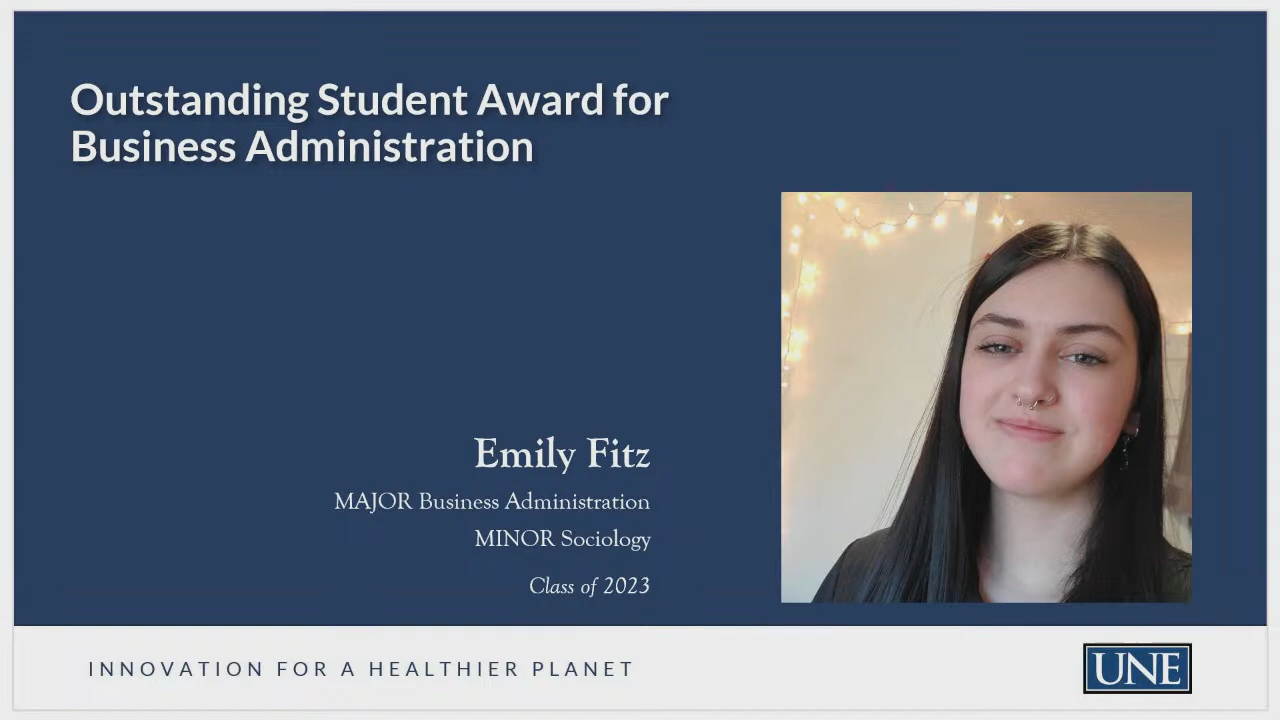 Outstanding Student Award for
Business Administration
Emily Fitz
MAJOR Business Administration
MINOR Sociology
Class of 2023
INNOVATION FOR A HEALTHIER PLANET
UNE